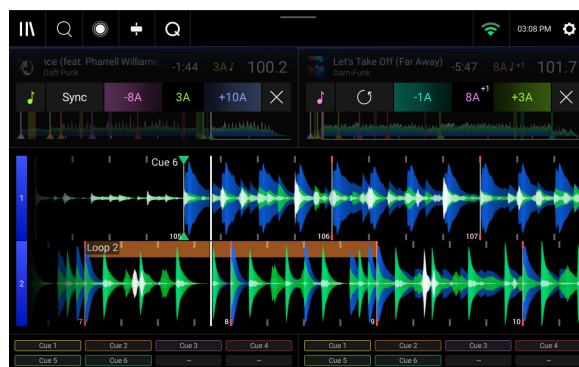 03:08 PM
nce (feat. Pharrell Williams -1:44 3A 100.2
Daft Punk
Let's Take Off (Far Away) -5:47 8A +1 101.7
Dam-Funk
Sync -8A 3A +10A
-1A 8A +1 +3A
Cue 6
1
105 106 107
Loop 2
2
7 8 9 10
Cue 1 Cue 2 Cue 3 Cue 4 Cue 1 Cue 2 Cue 3 Cue 4
Cue 5 Cue 6 – – Cue 5 Cue 6 – –